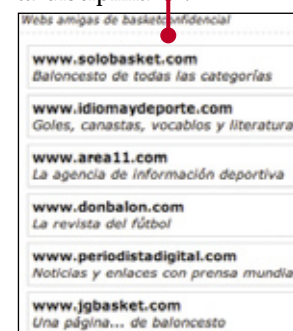 Webs amigas de basketconfidencial
www.solobasket.com
Baloncesto de todas las categorías
www.idiomaydeporte.com
Goles, canastas, vocablos y literatura
www.area11.com
La agencia de información deportiva
www.donbalon.com
La revista del fútbol
www.periodistadigital.com
Noticias y enlaces con prensa mundia
www.jgbasket.com
Una página... de baloncesto